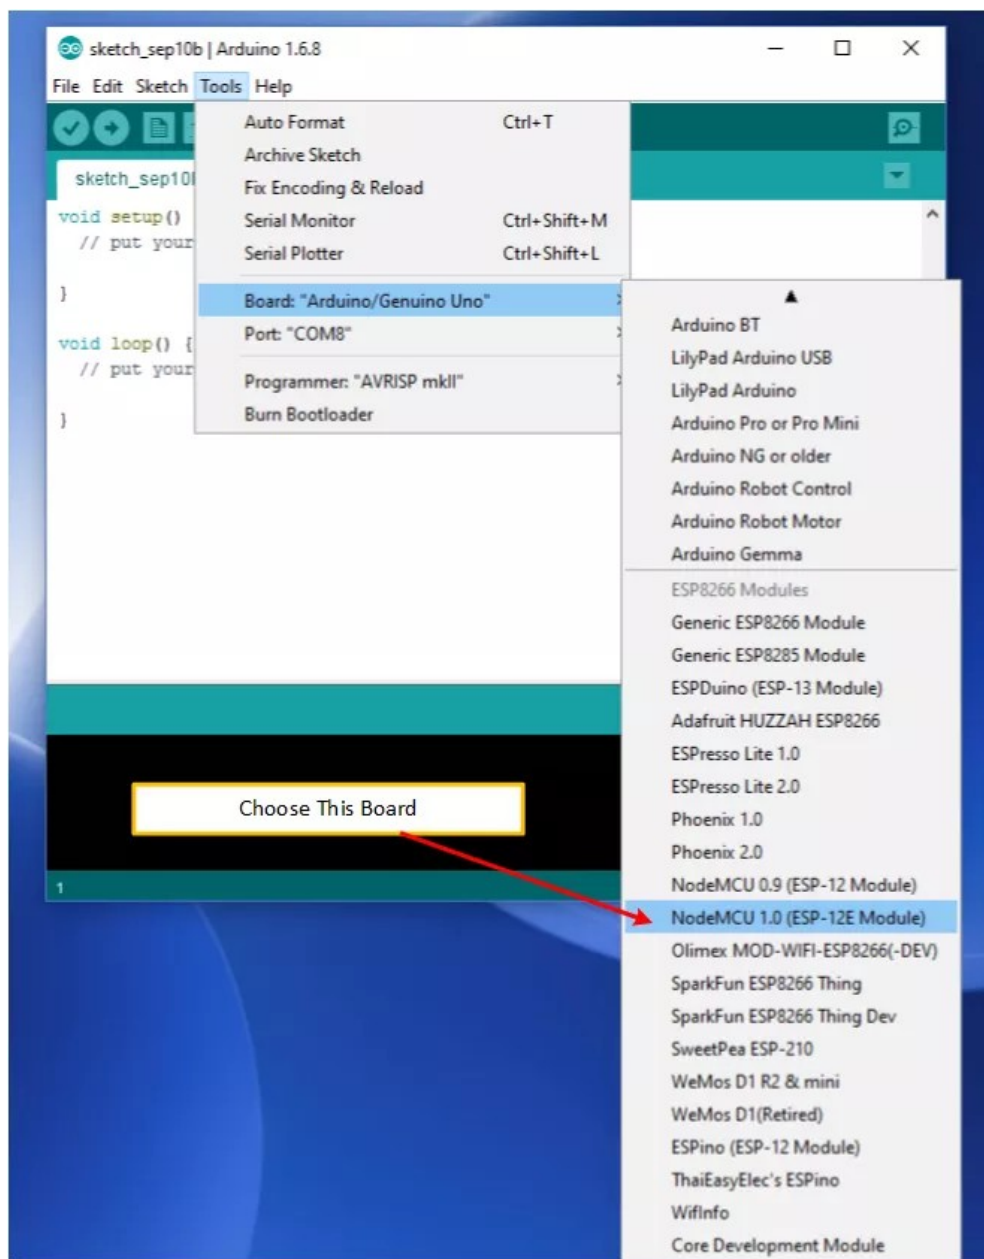 sketch_sep10b | Arduino 1.6.8
File Edit Sketch Tools Help
Auto Format Ctrl+T
Archive Sketch
sketch_sep10
Fix Encoding & Reload
void setup()
Serial Monitor Ctrl+Shift+M
// put your
Serial Plotter Ctrl+Shift+L
}
Board: "Arduino/Genuino Uno"
Port: "COM8"
void loop() {
// put your
Programmer: "AVRISP mkII"
Burn Bootloader
}
Arduino BT
LilyPad Arduino USB
LilyPad Arduino
Arduino Pro or Pro Mini
Arduino NG or older
Arduino Robot Control
Arduino Robot Motor
Arduino Gemma
ESP8266 Modules
Generic ESP8266 Module
Generic ESP8285 Module
ESPDuino (ESP-13 Module)
Adafruit HUZZAH ESP8266
ESPresso Lite 1.0
ESPresso Lite 2.0
Phoenix 1.0
Phoenix 2.0
NodeMCU 0.9 (ESP-12 Module)
NodeMCU 1.0 (ESP-12E Module)
Olimex MOD-WIFI-ESP8266(-DEV)
SparkFun ESP8266 Thing
SparkFun ESP8266 Thing Dev
SweetPea ESP-210
WeMos D1 R2 & mini
WeMos D1(Retired)
ESPino (ESP-12 Module)
ThaiEasyElec's ESPino
WifInfo
Core Development Module
Choose This Board
1